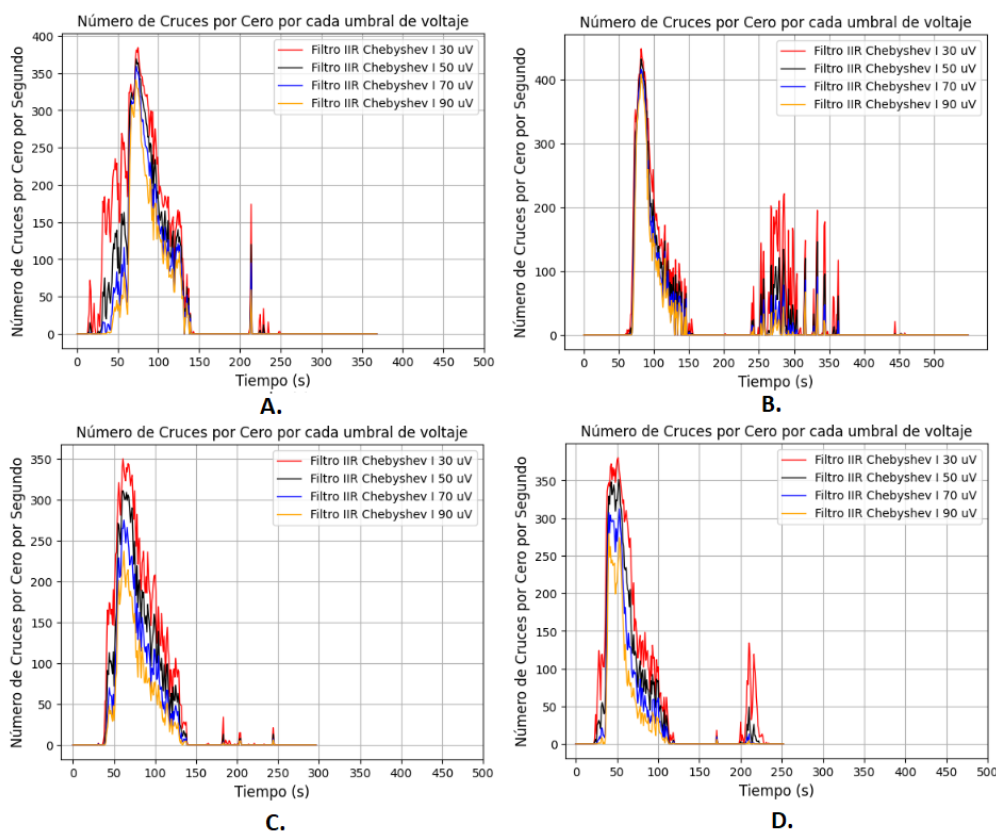 Número de Cruces por Cero por cada umbral de voltaje
Número de Cruces por Cero por Segundo
400
350
300
250
200
150
100
50
0
Filtro IIR Chebyshev I 30 uV
Filtro IIR Chebyshev I 50 uV
Filtro IIR Chebyshev I 70 uV
Filtro IIR Chebyshev I 90 uV
0 50 100 150 200 250 300 350 400 450 500
Tiempo (s)
A.
Número de Cruces por Cero por cada umbral de voltaje
Número de Cruces por Cero por Segundo
400
300
200
100
0
Filtro IIR Chebyshev I 30 uV
Filtro IIR Chebyshev I 50 uV
Filtro IIR Chebyshev I 70 uV
Filtro IIR Chebyshev I 90 uV
0 50 100 150 200 250 300 350 400 450 500
Tiempo (s)
B.
Número de Cruces por Cero por cada umbral de voltaje
Número de Cruces por Cero por Segundo
350
300
250
200
150
100
50
0
Filtro IIR Chebyshev I 30 uV
Filtro IIR Chebyshev I 50 uV
Filtro IIR Chebyshev I 70 uV
Filtro IIR Chebyshev I 90 uV
0 50 100 150 200 250 300 350 400 450 500
Tiempo (s)
C.
Número de Cruces por Cero por cada umbral de voltaje
Número de Cruces por Cero por Segundo
350
300
250
200
150
100
50
0
Filtro IIR Chebyshev I 30 uV
Filtro IIR Chebyshev I 50 uV
Filtro IIR Chebyshev I 70 uV
Filtro IIR Chebyshev I 90 uV
0 50 100 150 200 250 300 350 400 450 500
Tiempo (s)
D.